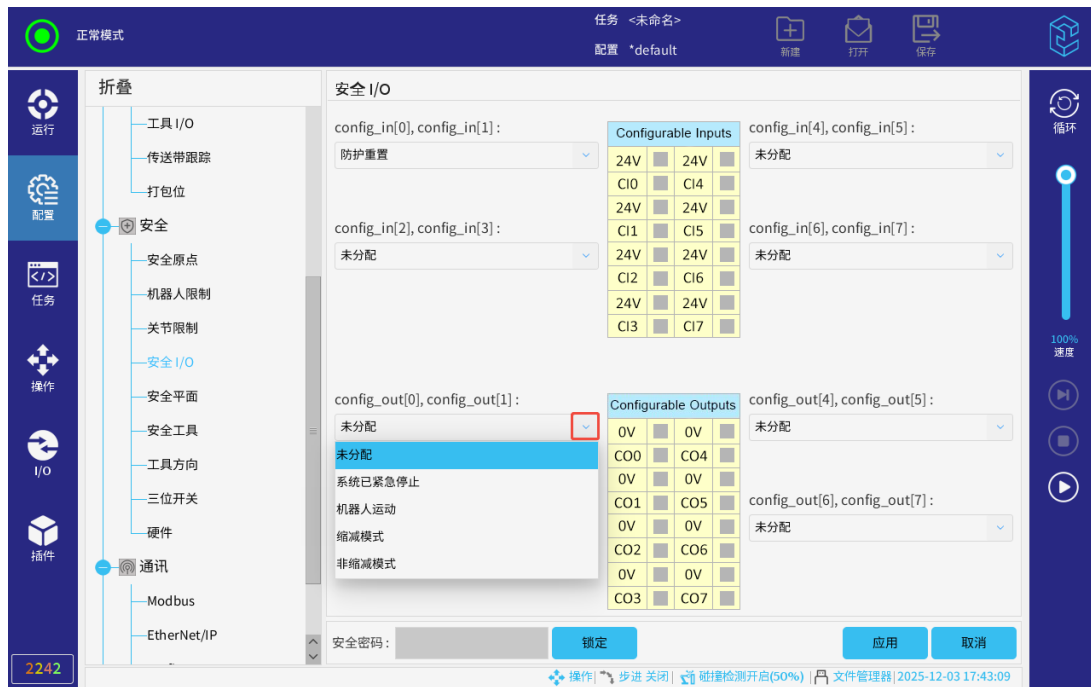 正常模式
任务 <未命名>
配置 *default
新建
打开
保存
运行
配置
任务
操作
I/O
插件
2242
折叠
工具 I/O
传送带跟踪
打包位
安全
安全原点
机器人限制
关节限制
安全 I/O
安全平面
安全工具
工具方向
三位开关
硬件
通讯
Modbus
EtherNet/IP
安全 I/O
config_in[0], config_in[1] :
防护重置
config_in[2], config_in[3] :
未分配
Configurable Inputs
24V 24V
CI0 CI4
24V 24V
CI1 CI5
24V 24V
CI2 CI6
24V 24V
CI3 CI7
config_in[4], config_in[5] :
未分配
config_in[6], config_in[7] :
未分配
config_out[0], config_out[1] :
未分配
未分配
系统已紧急停止
机器人运动
缩减模式
非缩减模式
Configurable Outputs
0V 0V
CO0 CO4
0V 0V
CO1 CO5
0V 0V
CO2 CO6
0V 0V
CO3 CO7
config_out[4], config_out[5] :
未分配
config_out[6], config_out[7] :
未分配
安全密码 :
锁定
应用
取消
操作| 步进 关闭| 碰撞检测开启(50%) | 文件管理器| 2025-12-03 17:43:09
循环
100%
速度